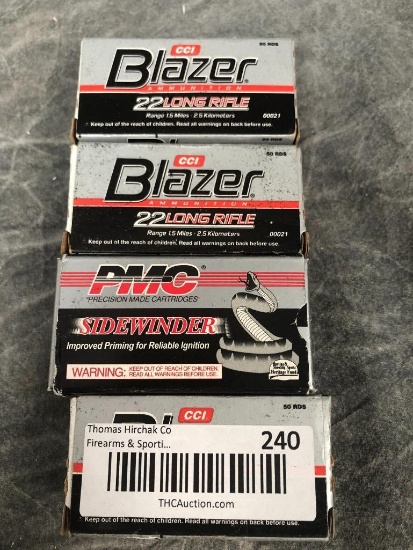 CCI
50 RDS
Blazer®
AMMUNITION
22 LONG RIFLE
Range 1.5 Miles - 2.5 Kilometers 00021
Keep out of the reach of children. Read all warnings on back before use.
CCI
50 RDS
Blazer®
AMMUNITION
22 LONG RIFLE
Range 1.5 Miles - 2.5 Kilometers 00021
Keep out of the reach of children. Read all warnings on back before use.
PMC®
"PRECISION MADE CARTRIDGES"
SIDEWINDER
Improved Priming for Reliable Ignition
WARNING: KEEP OUT OF REACH OF CHILDREN.
READ ALL WARNINGS BEFORE USE.
CCI
50 RDS
Thomas Hirchak Co
Firearms & Sporti...
240
THCAuction.com
Keep out of the reach of children. Read all warnings on back before use.